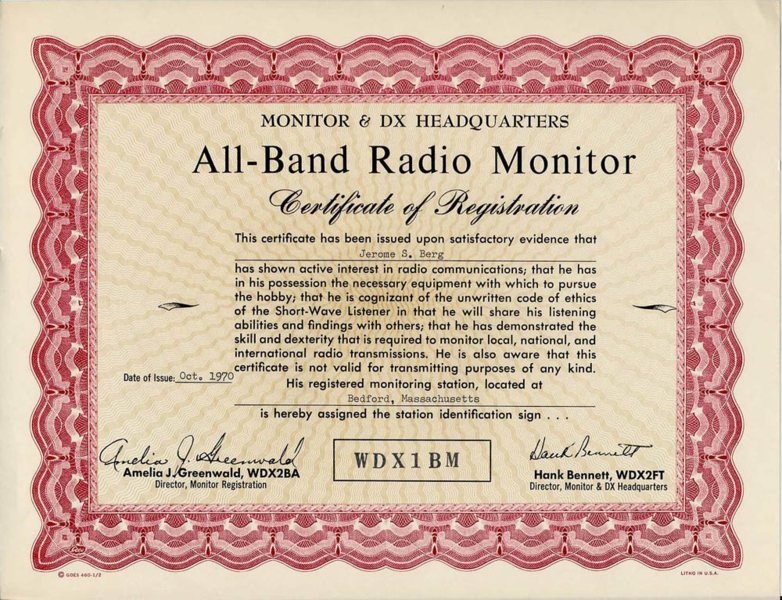 MONITOR & DX HEADQUARTERS
All-Band Radio Monitor
Certificate of Registration
This certificate has been issued upon satisfactory evidence that
Jerome S. Berg
has shown active interest in radio communications; that he has
in his possession the necessary equipment with which to pursue
the hobby; that he is cognizant of the unwritten code of ethics
of the Short-Wave Listener in that he will share his listening
abilities and findings with others; that he has demonstrated the
skill and dexterity that is required to monitor local, national, and
international radio transmissions. He is also aware that this
certificate is not valid for transmitting purposes of any kind.
Date of Issue: Oct. 1970
His registered monitoring station, located at
Bedford, Massachusetts
is hereby assigned the station identification sign . . .
Amelia J. Greenwald
Amelia J. Greenwald, WDX2BA
Director, Monitor Registration
WDX1BM
Hank Bennett
Hank Bennett, WDX2FT
Director, Monitor & DX Headquarters
© GOES 460-1/2
LITHO IN U.S.A.